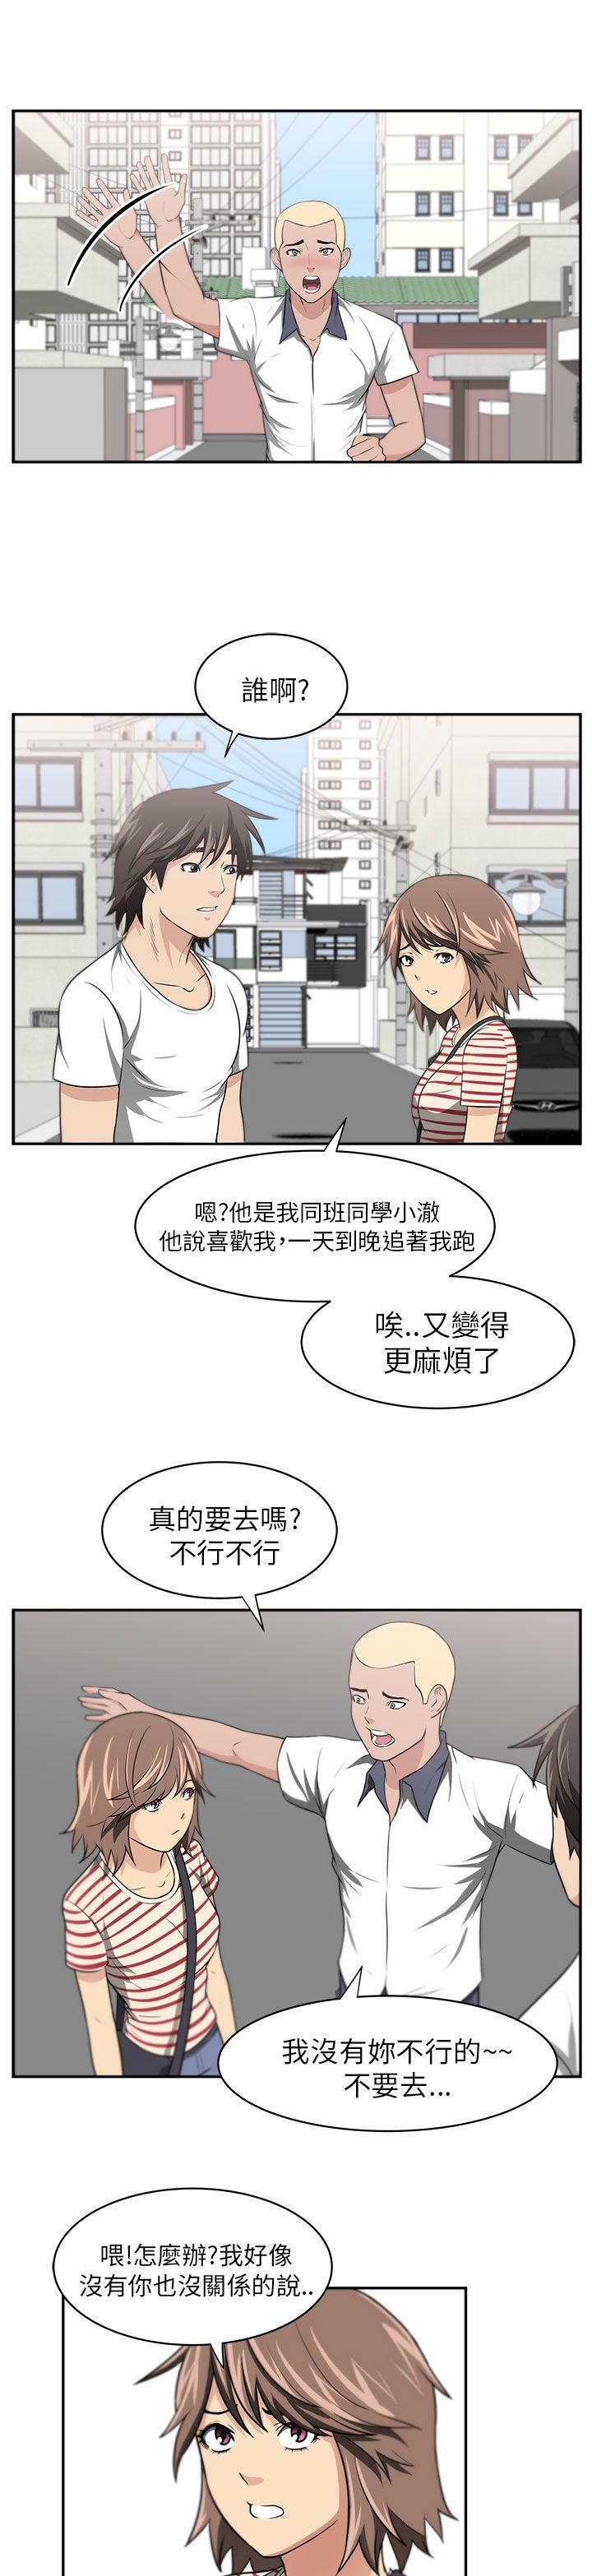 誰啊?
嗯?他是我同班同學小澈
他說喜歡我,一天到晚追著我跑
唉..又變得
更麻煩了
真的要去嗎?
不行不行
我沒有妳不行的~~
不要去...
喂!怎麼辦?我好像
沒有你也沒關係的說..